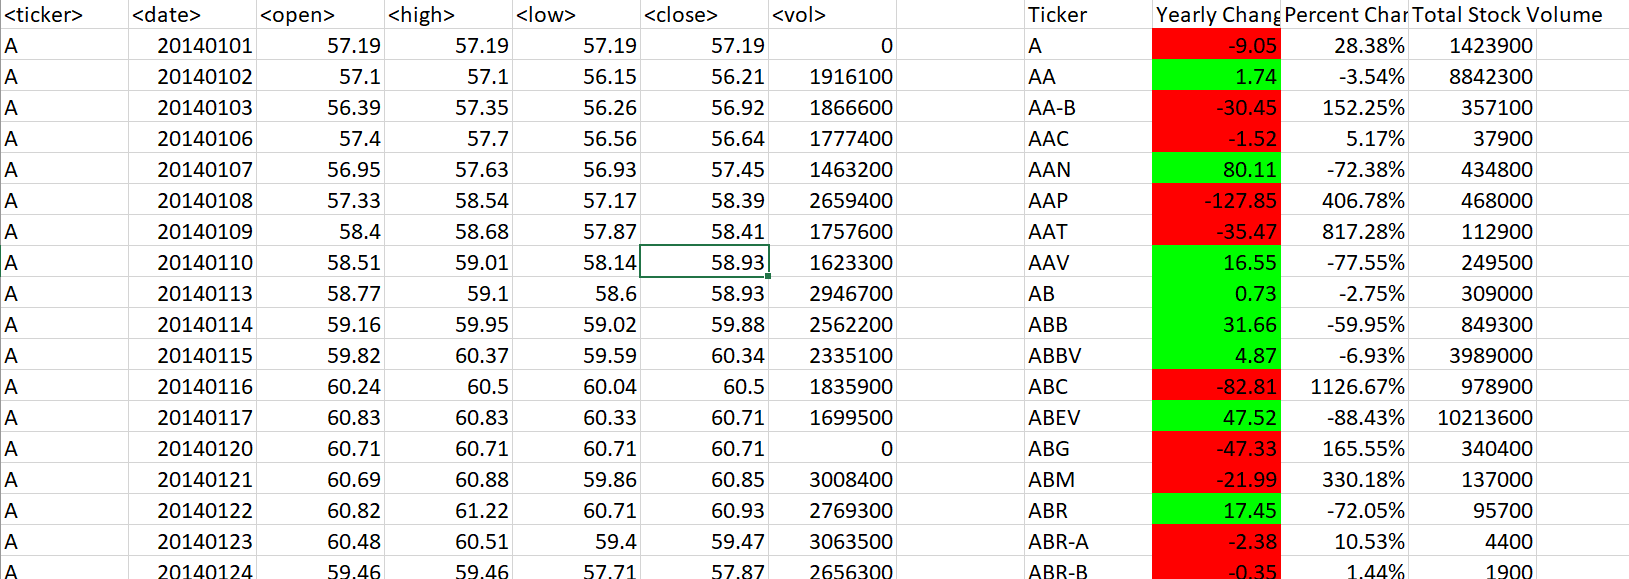 <ticker> <date> <open> <high> <low> <close> <vol> Ticker Yearly Chang Percent Char Total Stock Volume
A 20140101 57.19 57.19 57.19 57.19 0 A -9.05 28.38% 1423900
A 20140102 57.1 57.1 56.15 56.21 1916100 AA 1.74 -3.54% 8842300
A 20140103 56.39 57.35 56.26 56.92 1866600 AA-B -30.45 152.25% 357100
A 20140106 57.4 57.7 56.56 56.64 1777400 AAC -1.52 5.17% 37900
A 20140107 56.95 57.63 56.93 57.45 1463200 AAN 80.11 -72.38% 434800
A 20140108 57.33 58.54 57.17 58.39 2659400 AAP -127.85 406.78% 468000
A 20140109 58.4 58.68 57.87 58.41 1757600 AAT -35.47 817.28% 112900
A 20140110 58.51 59.01 58.14 58.93 1623300 AAV 16.55 -77.55% 249500
A 20140113 58.77 59.1 58.6 58.93 2946700 AB 0.73 -2.75% 309000
A 20140114 59.16 59.95 59.02 59.88 2562200 ABB 31.66 -59.95% 849300
A 20140115 59.82 60.37 59.59 60.34 2335100 ABBV 4.87 -6.93% 3989000
A 20140116 60.24 60.5 60.04 60.5 1835900 ABC -82.81 1126.67% 978900
A 20140117 60.83 60.83 60.33 60.71 1699500 ABEV 47.52 -88.43% 10213600
A 20140120 60.71 60.71 60.71 60.71 0 ABG -47.33 165.55% 340400
A 20140121 60.69 60.88 59.86 60.85 3008400 ABM -21.99 330.18% 137000
A 20140122 60.82 61.22 60.71 60.93 2769300 ABR 17.45 -72.05% 95700
A 20140123 60.48 60.51 59.4 59.47 3063500 ABR-A -2.38 10.53% 4400
A 20140124 59.46 59.46 57.71 57.87 2656300 ABR-B -0.35 1.44% 1900